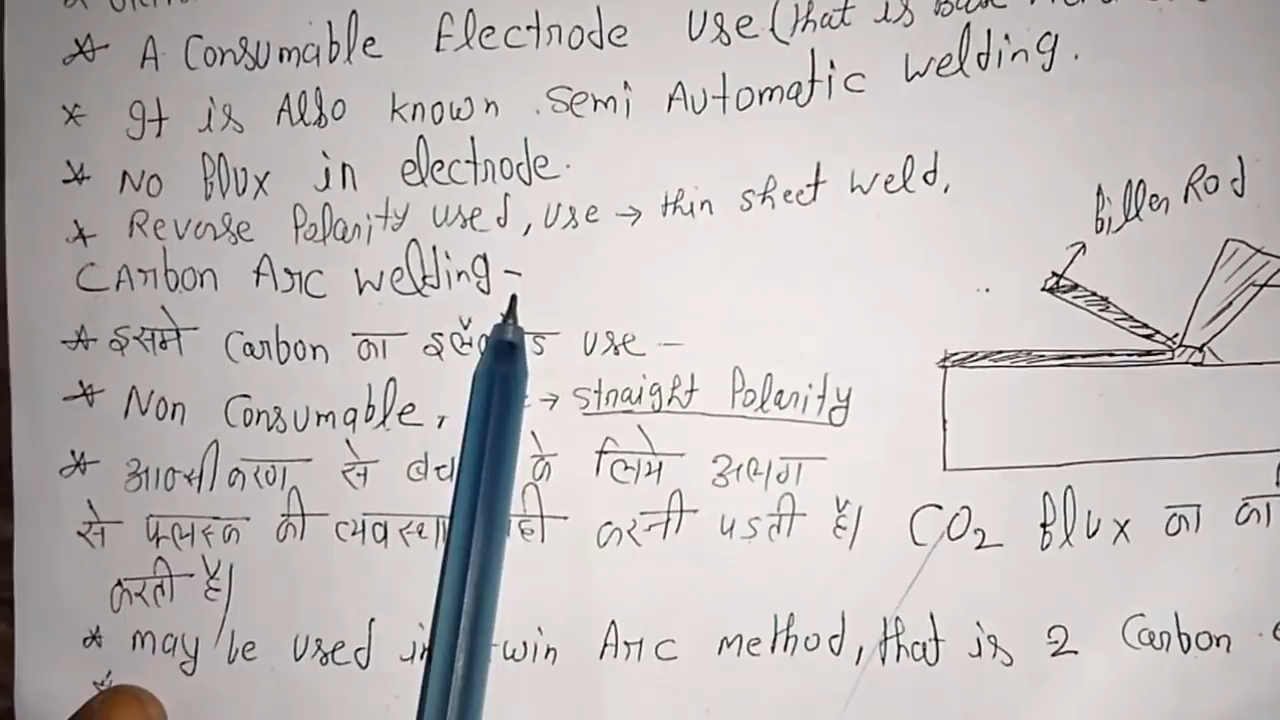 * A Consumable Electrode Use (that is
* It is Also known Semi Automatic welding.
* No flux in electrode.
* Reverse Polarity used, use → thin sheet weld.
Filler Rod
Carbon Arc welding -
* इसमे Carbon का use -
* Non Consumable, → straight Polarity
* आक्सीकरण से के लिये अलग
से फ्लक्स की व्यवस्था करनी पडती है। CO2 flux का
करती है।
* may be used in Arc method, that is 2 Carbon
*